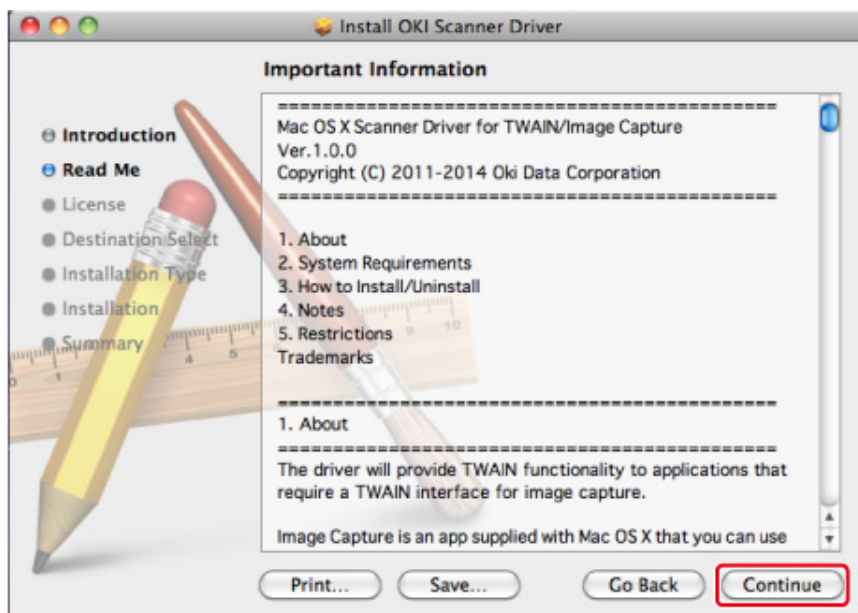 Install OKI Scanner Driver
Important Information
Introduction
Read Me
License
Destination Select
Installation Type
Installation
Summary
================================================
Mac OS X Scanner Driver for TWAIN/Image Capture
Ver.1.0.0
Copyright (C) 2011-2014 Oki Data Corporation
================================================
1. About
2. System Requirements
3. How to Install/Uninstall
4. Notes
5. Restrictions
Trademarks
================================================
1. About
================================================
The driver will provide TWAIN functionality to applications that
require a TWAIN interface for image capture.
Image Capture is an app supplied with Mac OS X that you can use
4 5 9 10
Print... Save... Go Back Continue